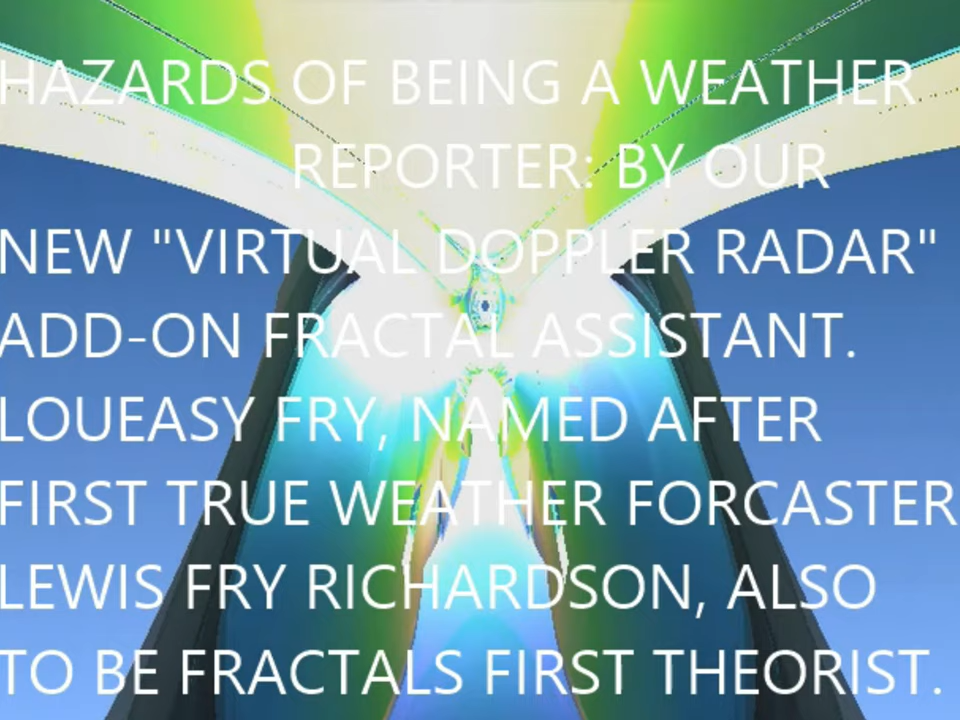 HAZARDS OF BEING A WEATHER
REPORTER: BY OUR
NEW "VIRTUAL DOPPLER RADAR"
ADD-ON FRACTAL ASSISTANT.
LOUEASY FRY, NAMED AFTER
FIRST TRUE WEATHER FORCASTER
LEWIS FRY RICHARDSON, ALSO
TO BE FRACTALS FIRST THEORIST.